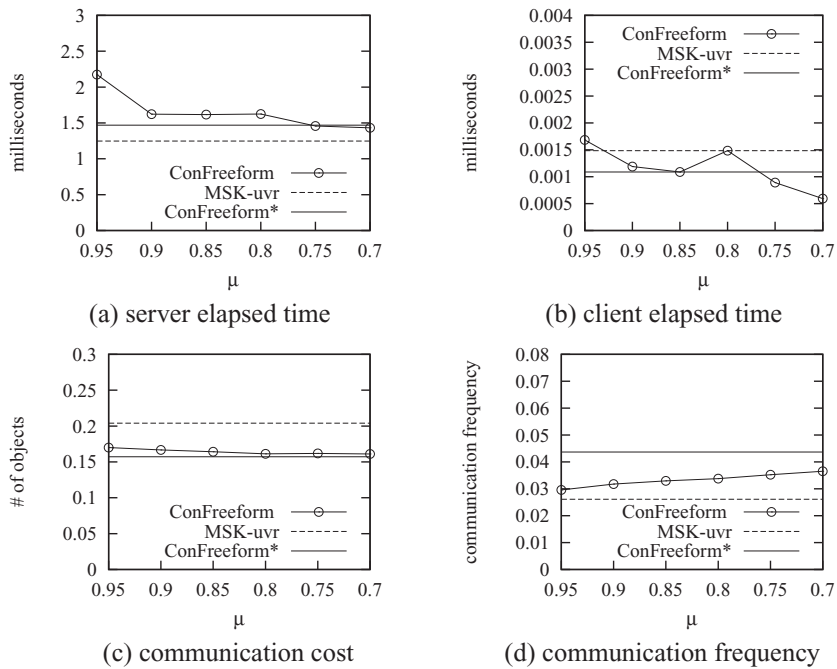 3
2.5
2
1.5
1
0.5
0
milliseconds
ConFreeform
MSK-uvr
ConFreeform*
0.95 0.9 0.85 0.8 0.75 0.7
μ
(a) server elapsed time
0.004
0.0035
0.003
0.0025
0.002
0.0015
0.001
0.0005
0
milliseconds
ConFreeform
MSK-uvr
ConFreeform*
0.95 0.9 0.85 0.8 0.75 0.7
μ
(b) client elapsed time
0.3
0.25
0.2
0.15
0.1
0.05
0
# of objects
ConFreeform
MSK-uvr
ConFreeform*
0.95 0.9 0.85 0.8 0.75 0.7
μ
(c) communication cost
0.08
0.07
0.06
0.05
0.04
0.03
0.02
0.01
0
communication frequency
ConFreeform
MSK-uvr
ConFreeform*
0.95 0.9 0.85 0.8 0.75 0.7
μ
(d) communication frequency